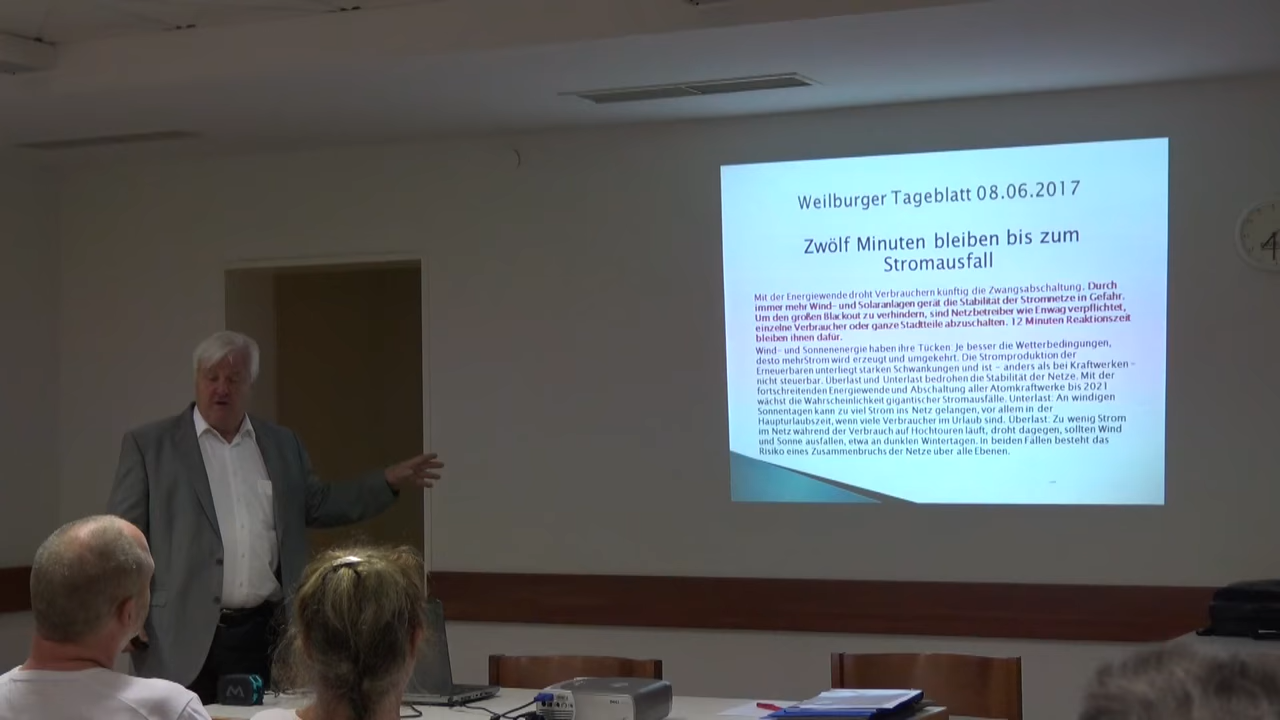 Weilburger Tageblatt 08.06.2017
Zwölf Minuten bleiben bis zum
Stromausfall
Mit der Energiewende droht Verbrauchern künftig die Zwangsabschaltung. Durch
immer mehr Wind- und Solaranlagen gerät die Stabilität der Stromnetze in Gefahr.
Um den großen Blackout zu verhindern, sind Netzbetreiber wie Enwag verpflichtet,
einzelne Verbraucher oder ganze Stadtteile abzuschalten. 12 Minuten Reaktionszeit
bleiben ihnen dafür.
Wind- und Sonnenenergie haben ihre Tücken: Je besser die Wetterbedingungen,
desto mehr Strom wird erzeugt und umgekehrt. Die Stromproduktion der
Erneuerbaren unterliegt starken Schwankungen und ist - anders als bei Kraftwerken -
nicht steuerbar. Überlast und Unterlast bedrohen die Stabilität der Netze. Mit der
fortschreitenden Energiewende und Abschaltung aller Atomkraftwerke bis 2021
wächst die Wahrscheinlichkeit gigantischer Stromausfälle. Unterlast: An windigen
Sonnentagen kann zu viel Strom ins Netz gelangen, vor allem in der
Haupturlaubszeit, wenn viele Verbraucher im Urlaub sind. Überlast: Zu wenig Strom
im Netz während der Verbrauch auf Hochtouren läuft, droht dagegen, sollten Wind
und Sonne ausfallen, etwa an dunklen Wintertagen. In beiden Fällen besteht das
Risiko eines Zusammenbruchs der Netze über alle Ebenen.
4
M
DELL